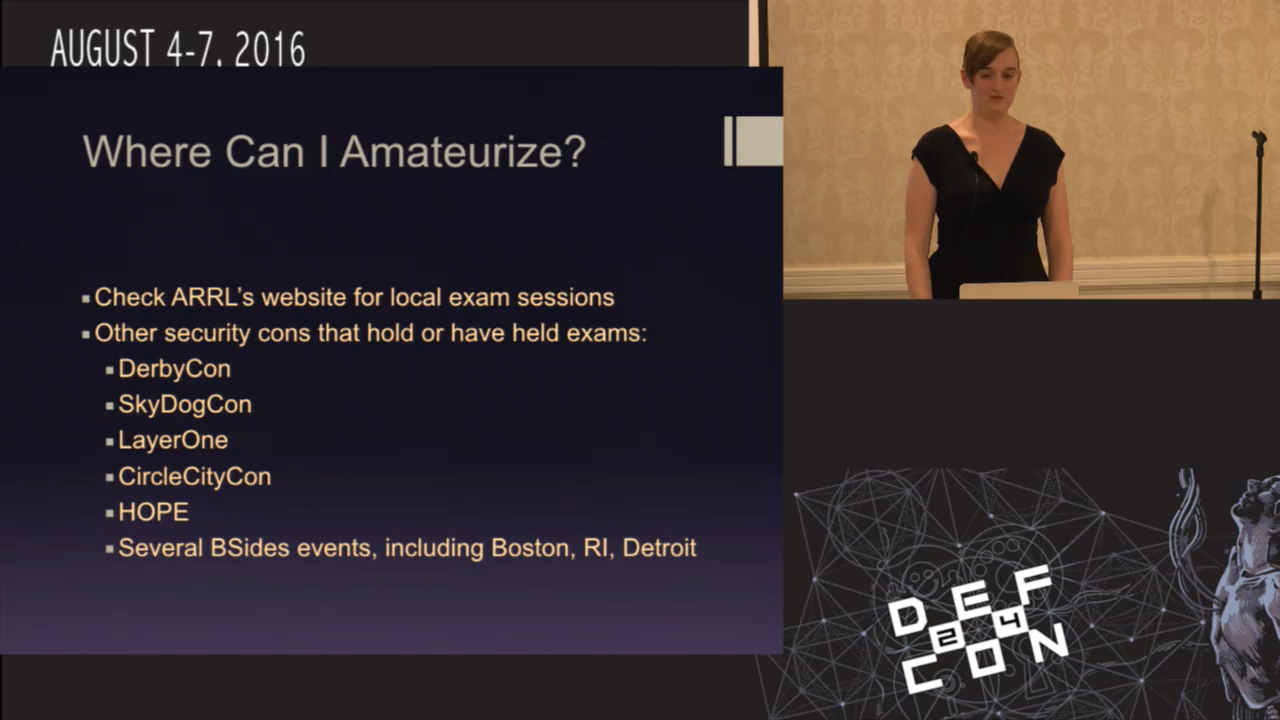 AUGUST 4-7, 2016
Where Can I Amateurize?
Check ARRL’s website for local exam sessions
Other security cons that hold or have held exams:
DerbyCon
SkyDogCon
LayerOne
CircleCityCon
HOPE
Several BSides events, including Boston, RI, Detroit
DEF
24
CON